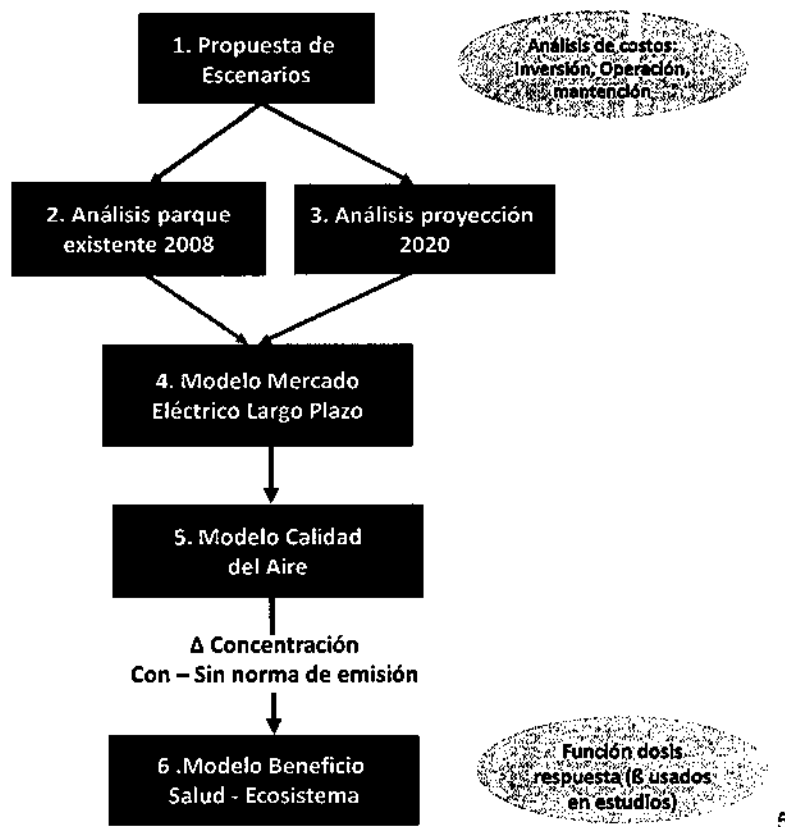 1. Propuesta de
Escenarios
Análisis de costos:
Inversión, Operación,
mantención
2. Análisis parque
existente 2008
3. Análisis proyección
2020
4. Modelo Mercado
Eléctrico Largo Plazo
5. Modelo Calidad
del Aire
Δ Concentración
Con – Sin norma de emisión
6 .Modelo Beneficio
Salud - Ecosistema
Función dosis
respuesta (ß usados
en estudios)